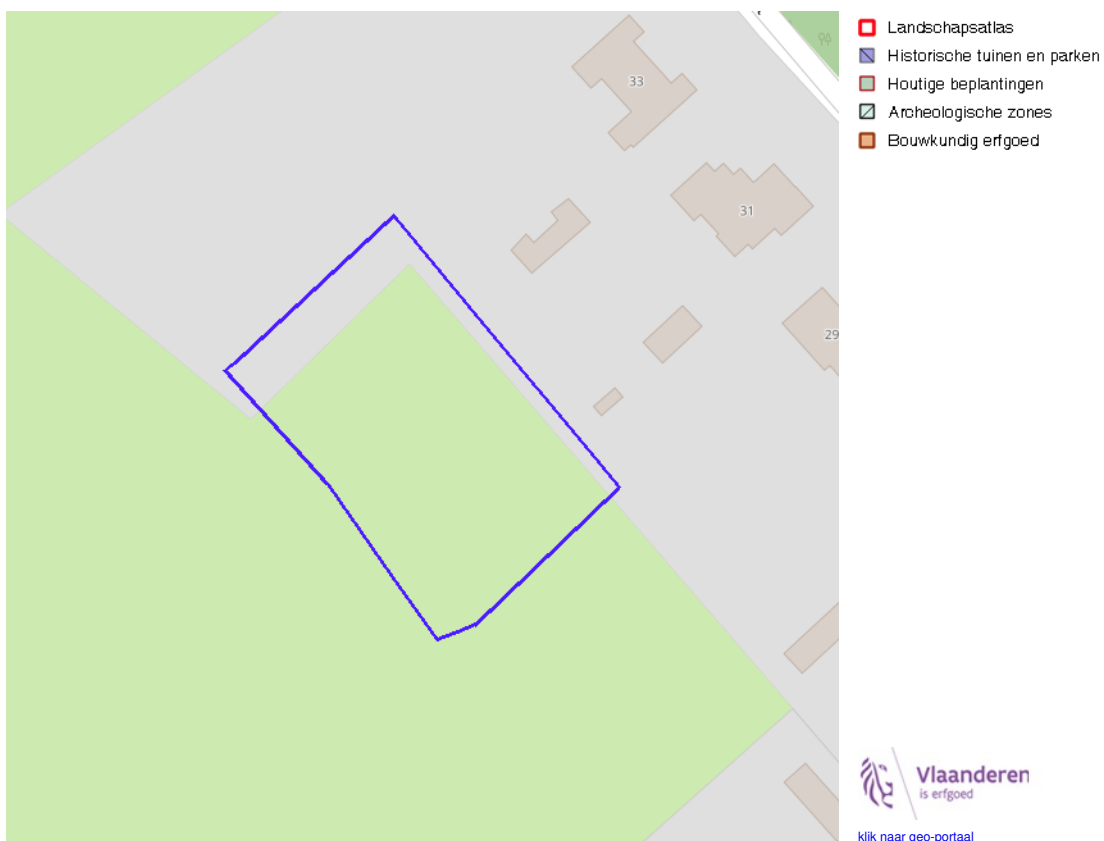 33
31
29
Landschapsatlas
Historische tuinen en parken
Houtige beplantingen
Archeologische zones
Bouwkundig erfgoed
Vlaanderen
is erfgoed
klik naar geo-portaal